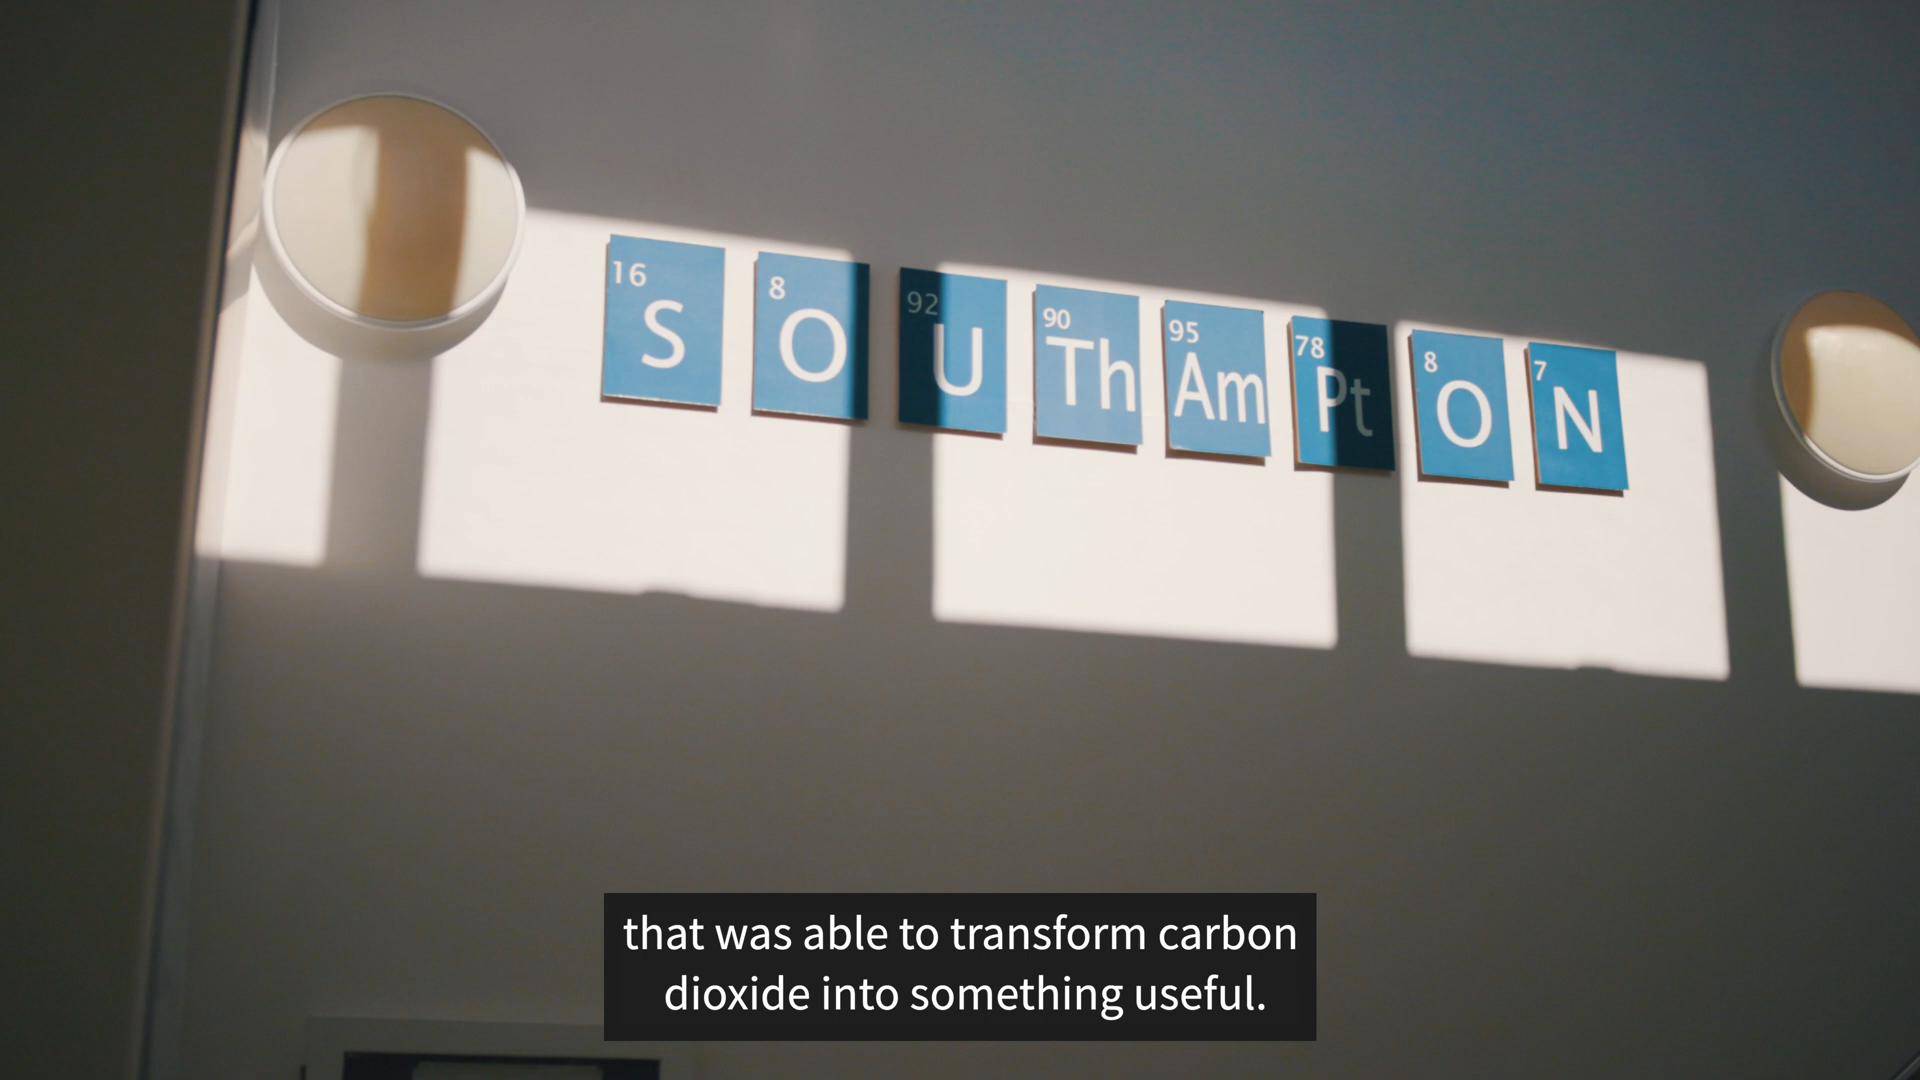 16 8 92 90 95 78 8 7
S O U Th Am Pt O N
that was able to transform carbon
dioxide into something useful.